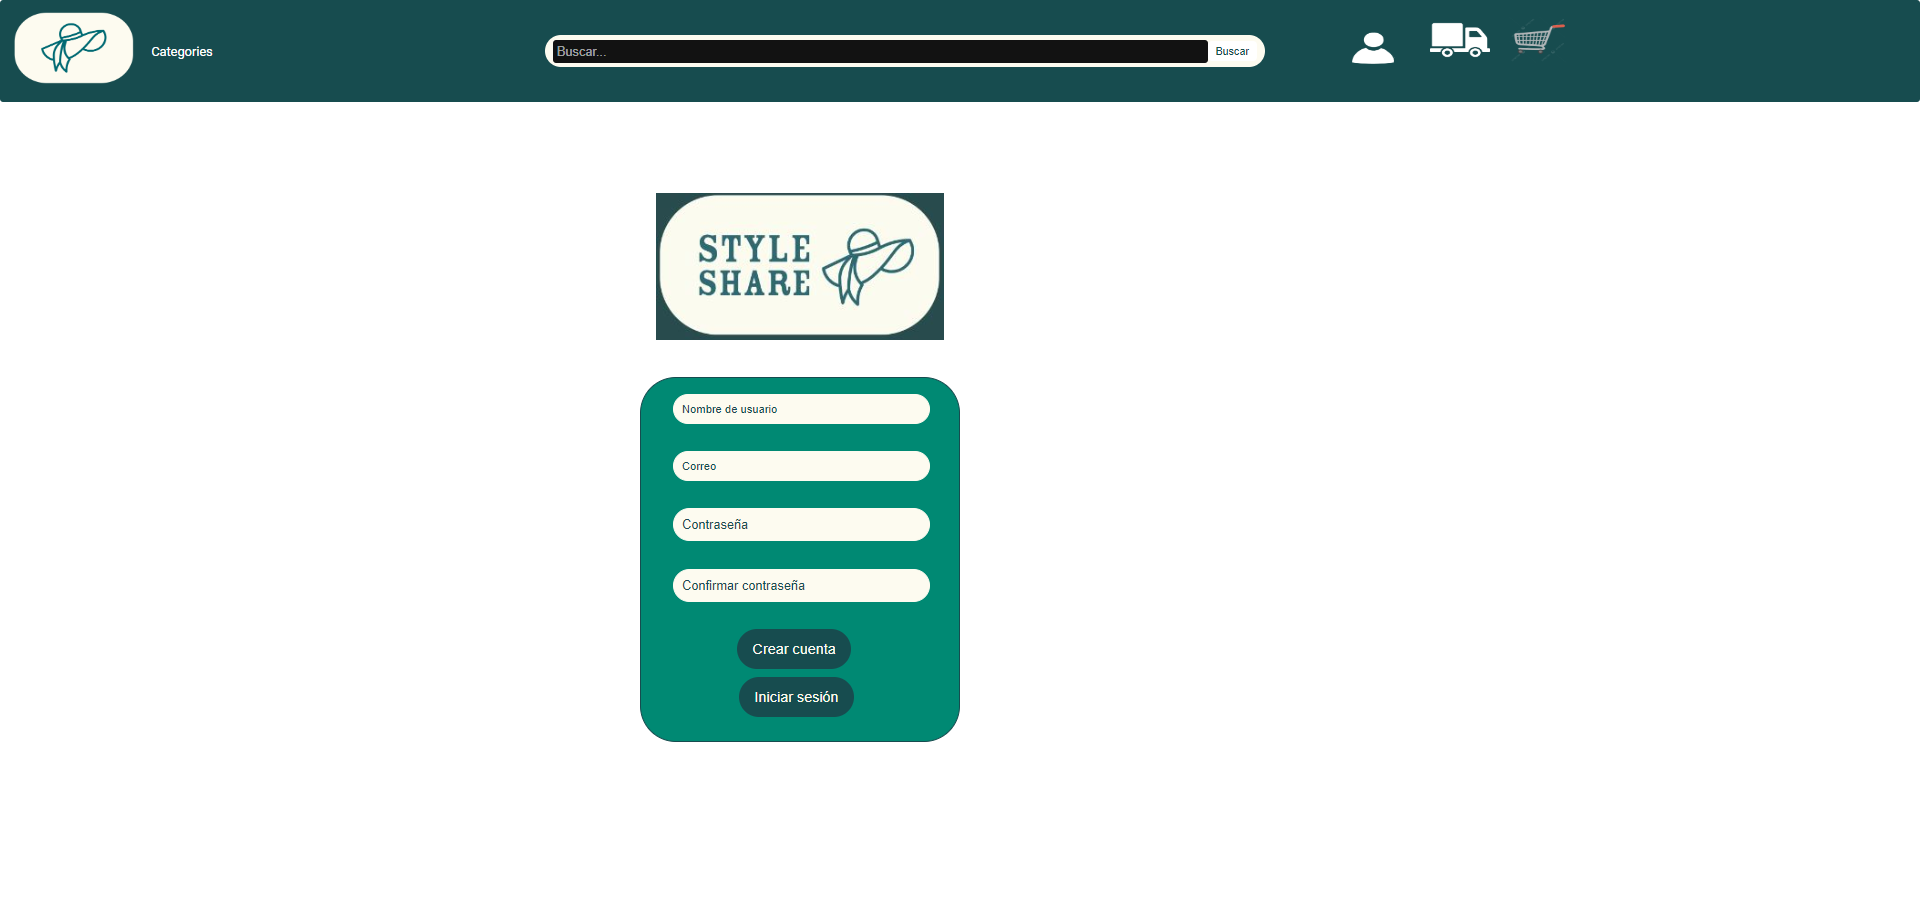 Categories
Buscar...
Buscar
STYLE
SHARE
Nombre de usuario
Correo
Contraseña
Confirmar contraseña
Crear cuenta
Iniciar sesión